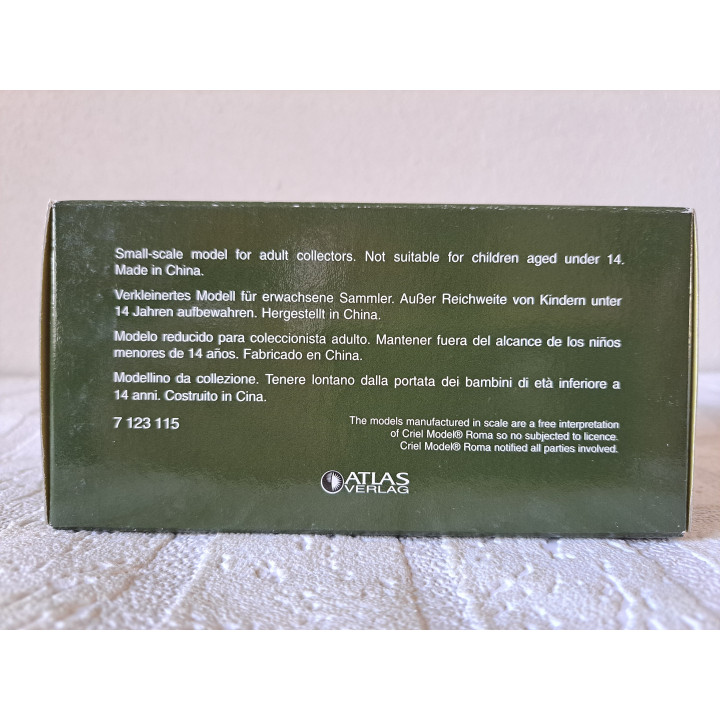 Small-scale model for adult collectors. Not suitable for children aged under 14.
Made in China.
Verkleinertes Modell für erwachsene Sammler. Außer Reichweite von Kindern unter
14 Jahren aufbewahren. Hergestellt in China.
Modelo reducido para coleccionista adulto. Mantener fuera del alcance de los niños
menores de 14 años. Fabricado en China.
Modellino da collezione. Tenere lontano dalla portata dei bambini di età inferiore a
14 anni. Costruito in Cina.
7 123 115
The models manufactured in scale are a free interpretation
of Criel Model® Roma so no subjected to licence.
Criel Model® Roma notified all parties involved.
ATLAS
VERLAG